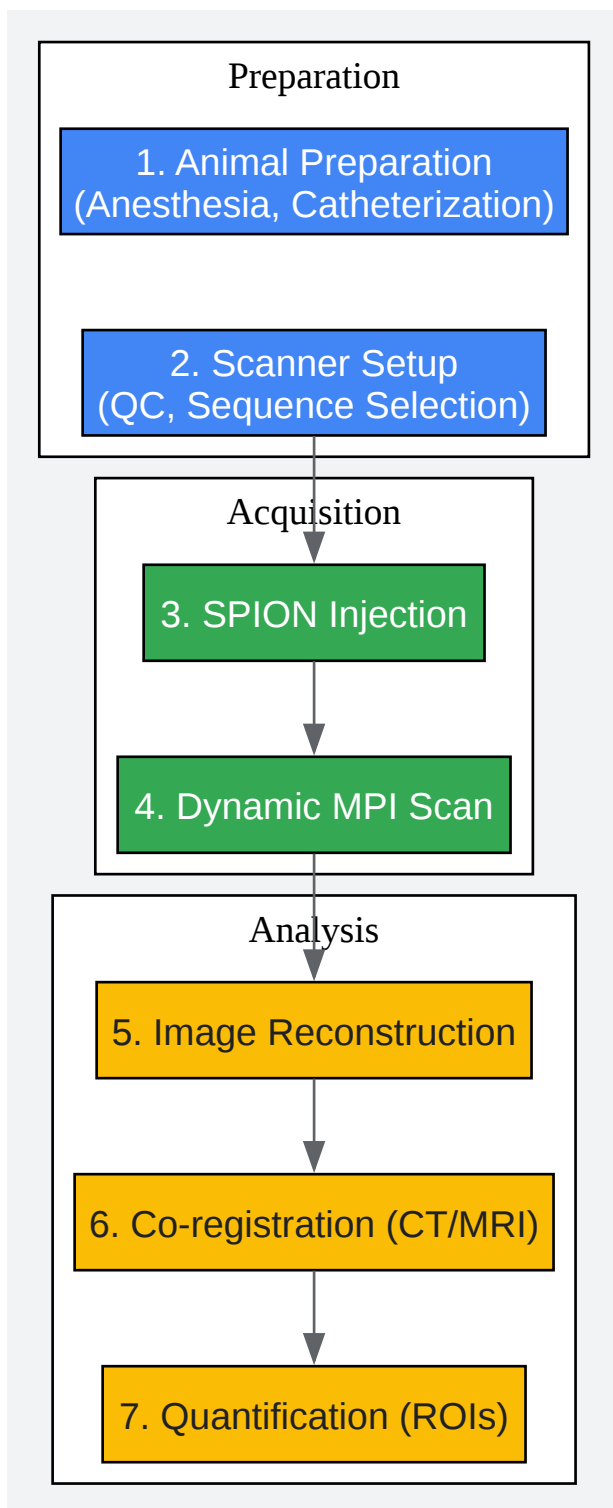 Preparation
1. Animal Preparation
(Anesthesia, Catheterization)
2. Scanner Setup
(QC, Sequence Selection)
Acquisition
3. SPION Injection
4. Dynamic MPI Scan
Analysis
5. Image Reconstruction
6. Co-registration (CT/MRI)
7. Quantification (ROIs)